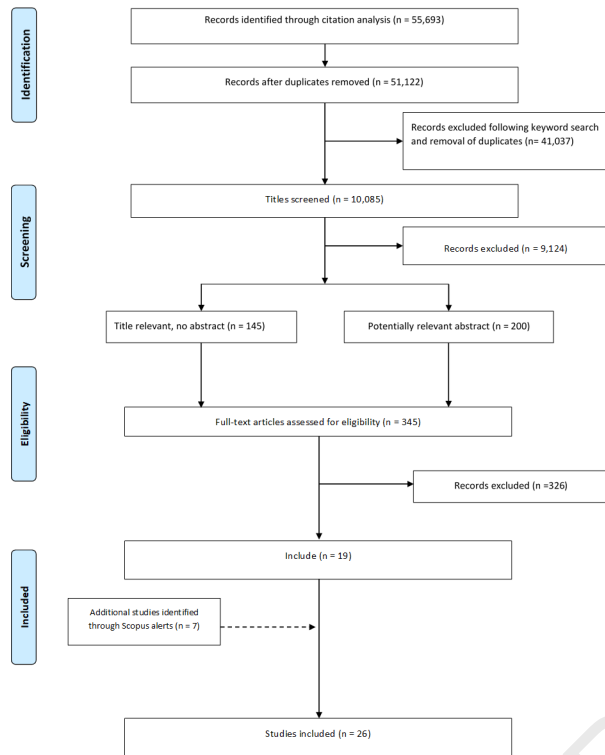 Identification
Records identified through citation analysis (n = 55,693)
Records after duplicates removed (n = 51,122)
Records excluded following keyword search
and removal of duplicates (n= 41,037)
Screening
Titles screened (n = 10,085)
Records excluded (n = 9,124)
Title relevant, no abstract (n = 145)
Potentially relevant abstract (n = 200)
Eligibility
Full-text articles assessed for eligibility (n = 345)
Records excluded (n =326)
Included
Include (n = 19)
Additional studies identified
through Scopus alerts (n = 7)
Studies included (n = 26)